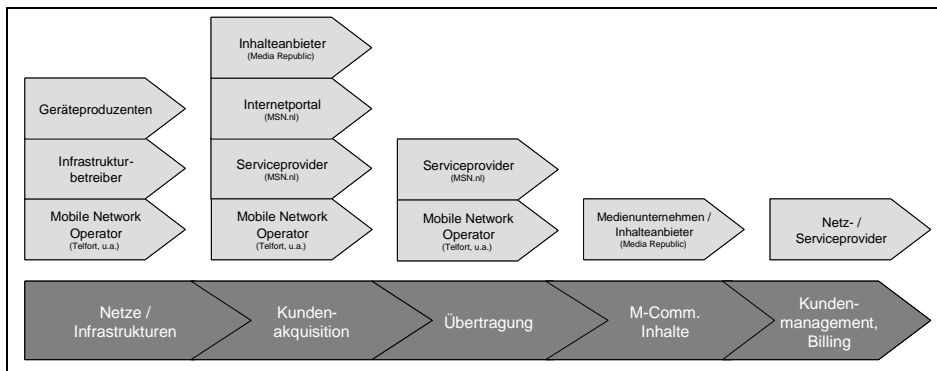 Inhalteanbieter
(Media Republic)
Geräteproduzenten
Internetportal
(MSN.nl)
Infrastruktur-
betreiber
Serviceprovider
(MSN.nl)
Serviceprovider
(MSN.nl)
Mobile Network
Operator
(Telfort, u.a.)
Mobile Network
Operator
(Telfort, u.a.)
Mobile Network
Operator
(Telfort, u.a.)
Medienunternehmen /
Inhalteanbieter
(Media Republic)
Netz- /
Serviceprovider
Netze /
Infrastrukturen
Kunden-
akquisition
Übertragung
M-Comm.
Inhalte
Kunden-
management,
Billing